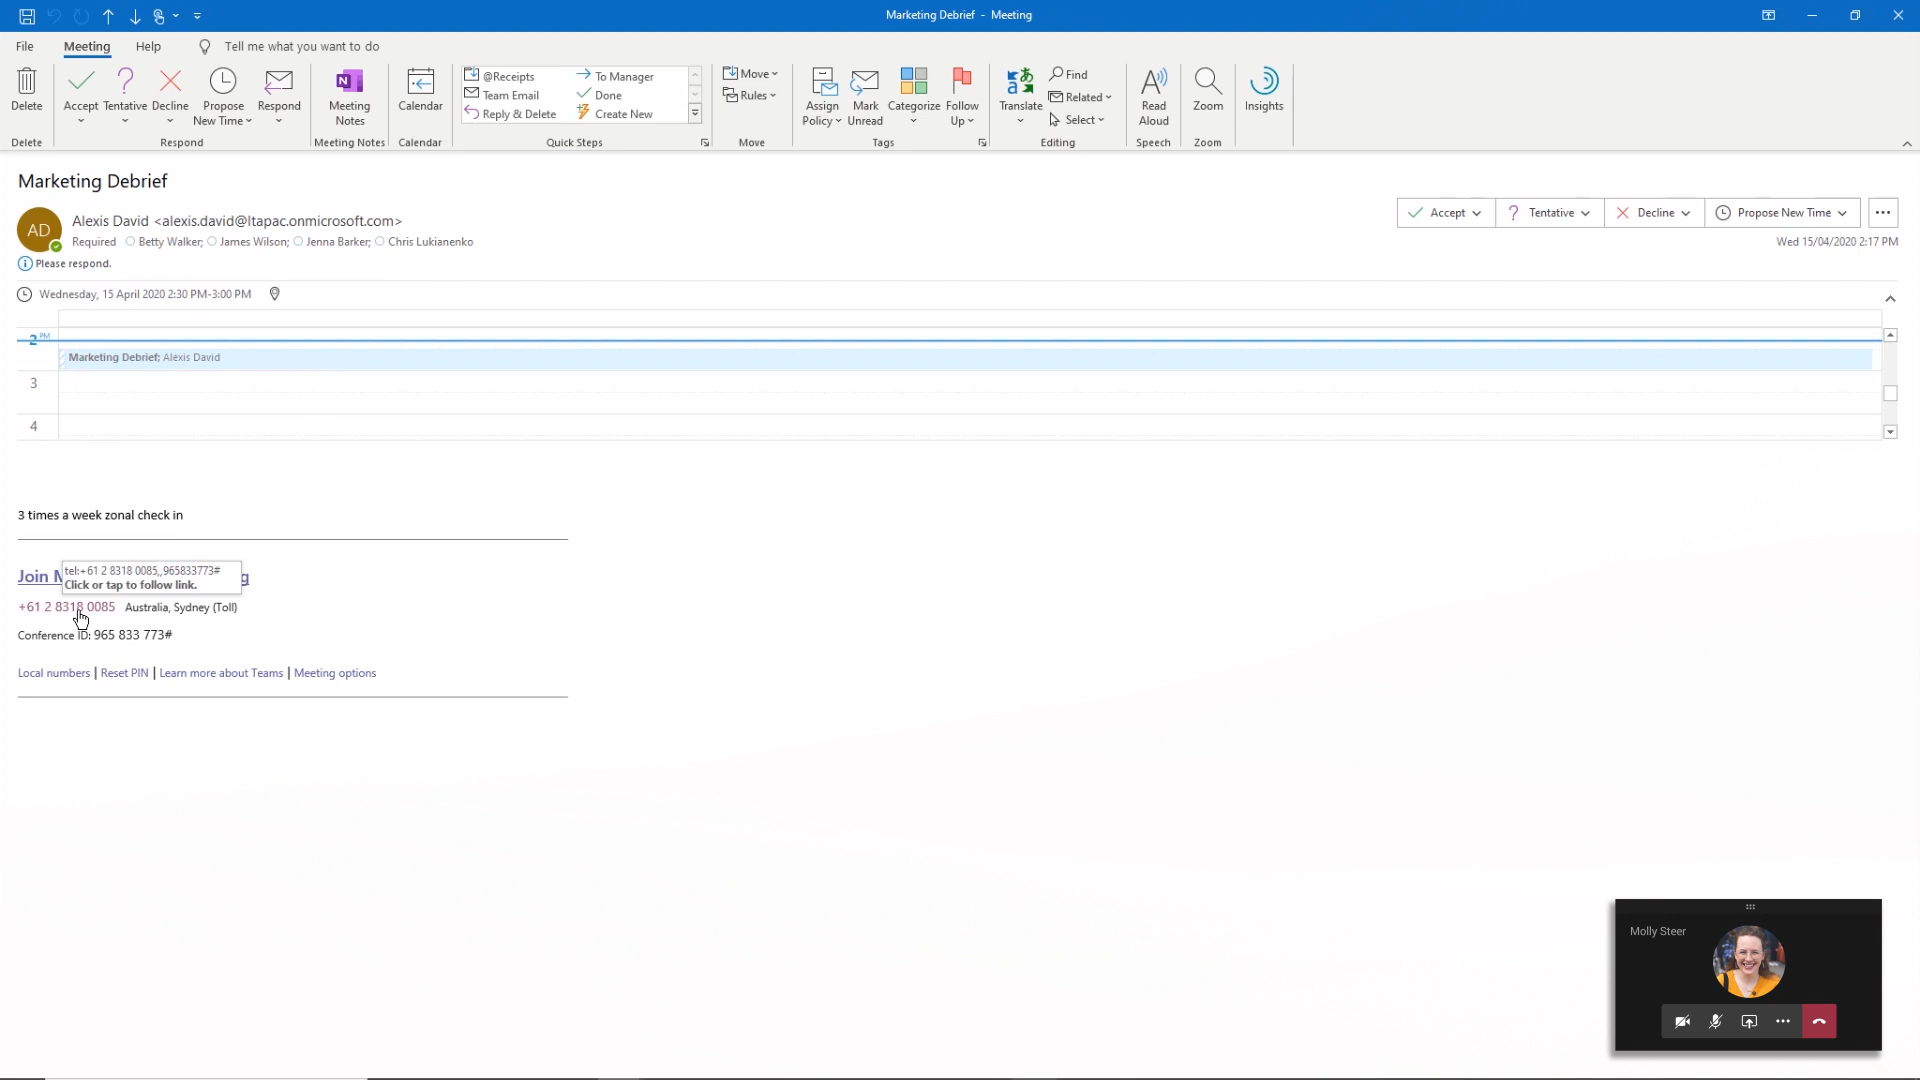 Marketing Debrief - Meeting
File Meeting Help Tell me what you want to do
Delete
Accept Tentative Decline Propose New Time Respond
Meeting Notes
Calendar
@Receipts To Manager
Team Email Done
Reply & Delete Create New
Move
Rules
Assign Policy Mark Unread Categorize Follow Up
Translate
Find
Related
Select
Read Aloud
Zoom
Insights
Delete Respond Meeting Notes Calendar Quick Steps Move Tags Editing Speech Zoom
Marketing Debrief
AD
Alexis David <alexis.david@ltapac.onmicrosoft.com>
Required Betty Walker; James Wilson; Jenna Barker; Chris Lukianenko
Please respond.
Accept Tentative Decline Propose New Time
Wed 15/04/2020 2:17 PM
Wednesday, 15 April 2020 2:30 PM-3:00 PM
2 PM
Marketing Debrief; Alexis David
3
4
3 times a week zonal check in
tel:+61 2 8318 0085,,965833773#
Click or tap to follow link.
Join
+61 2 8318 0085 Australia, Sydney (Toll)
Conference ID: 965 833 773#
Local numbers | Reset PIN | Learn more about Teams | Meeting options
Molly Steer